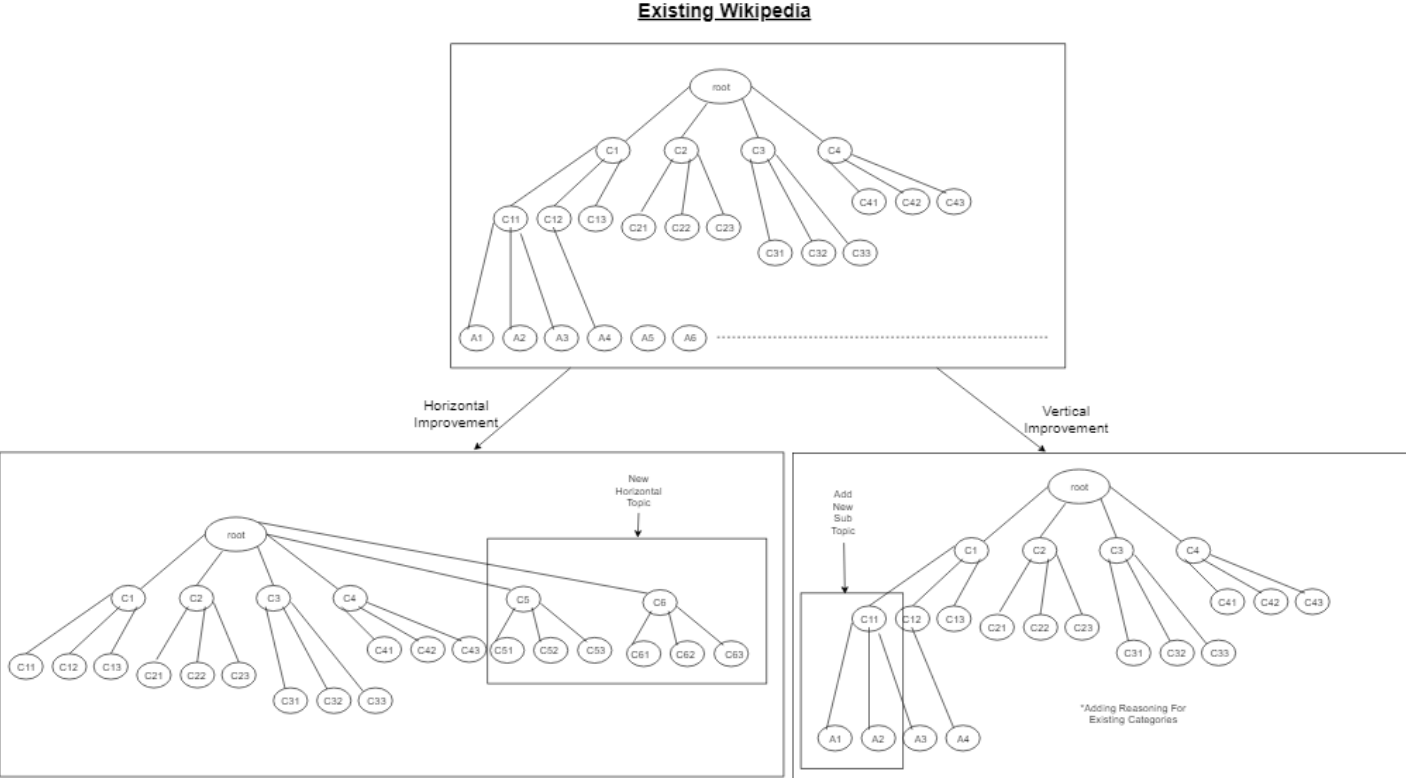 Existing Wikipedia
root
C1 C2 C3 C4
C41 C42 C43
C11 C12 C13 C21 C22 C23
C31 C32 C33
A1 A2 A3 A4 A5 A6
Horizontal
Improvement
Vertical
Improvement
New
Horizontal
Topic
root
C1 C2 C3 C4 C5 C6
C11 C12 C13 C21 C22 C23 C41 C42 C43 C51 C52 C53 C61 C62 C63
C31 C32 C33
Add
New
Sub
Topic
root
C1 C2 C3 C4
C41 C42 C43
C11 C12 C13 C21 C22 C23
C31 C32 C33
*Adding Reasoning For
Existing Categories
A1 A2 A3 A4